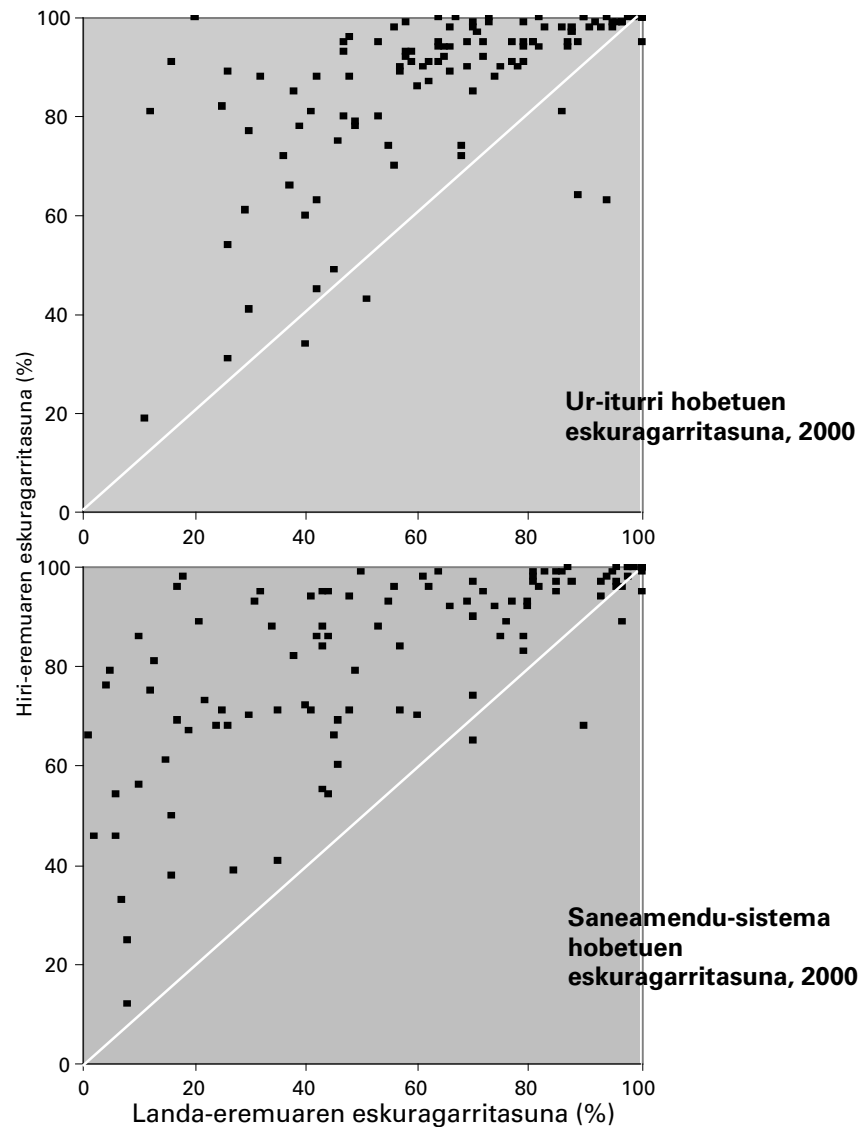 100
80
60
40
20
0
0 20 40 60 80 100
Ur-iturri hobetuen
eskuragarritasuna, 2000
Hiri-eremuaren eskuragarritasuna (%)
100
80
60
40
20
0
0 20 40 60 80 100
Saneamendu-sistema
hobetuen
eskuragarritasuna, 2000
Landa-eremuaren eskuragarritasuna (%)